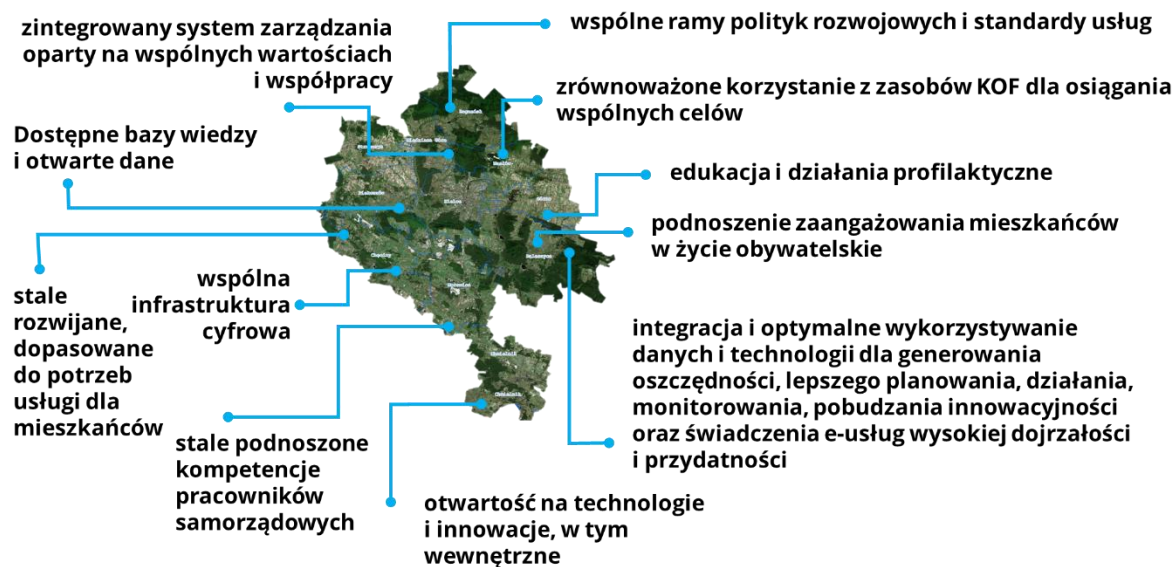 zintegrowany system zarządzania
oparty na wspólnych wartościach
i współpracy
wspólne ramy polityk rozwojowych i standardy usług
zrównoważone korzystanie z zasobów KOF dla osiągania
wspólnych celów
Dostępne bazy wiedzy
i otwarte dane
edukacja i działania profilaktyczne
podnoszenie zaangażowania mieszkańców
w życie obywatelskie
wspólna
infrastruktura
cyfrowa
stale
rozwijane,
dopasowane
do potrzeb
usługi dla
mieszkańców
integracja i optymalne wykorzystywanie
danych i technologii dla generowania
oszczędności, lepszego planowania, działania,
monitorowania, pobudzania innowacyjności
oraz świadczenia e-usług wysokiej dojrzałości
i przydatności
stale podnoszone
kompetencje
pracowników
samorządowych
otwartość na technologie
i innowacje, w tym
wewnętrzne
Kielce
Chęciny
Chmielnik